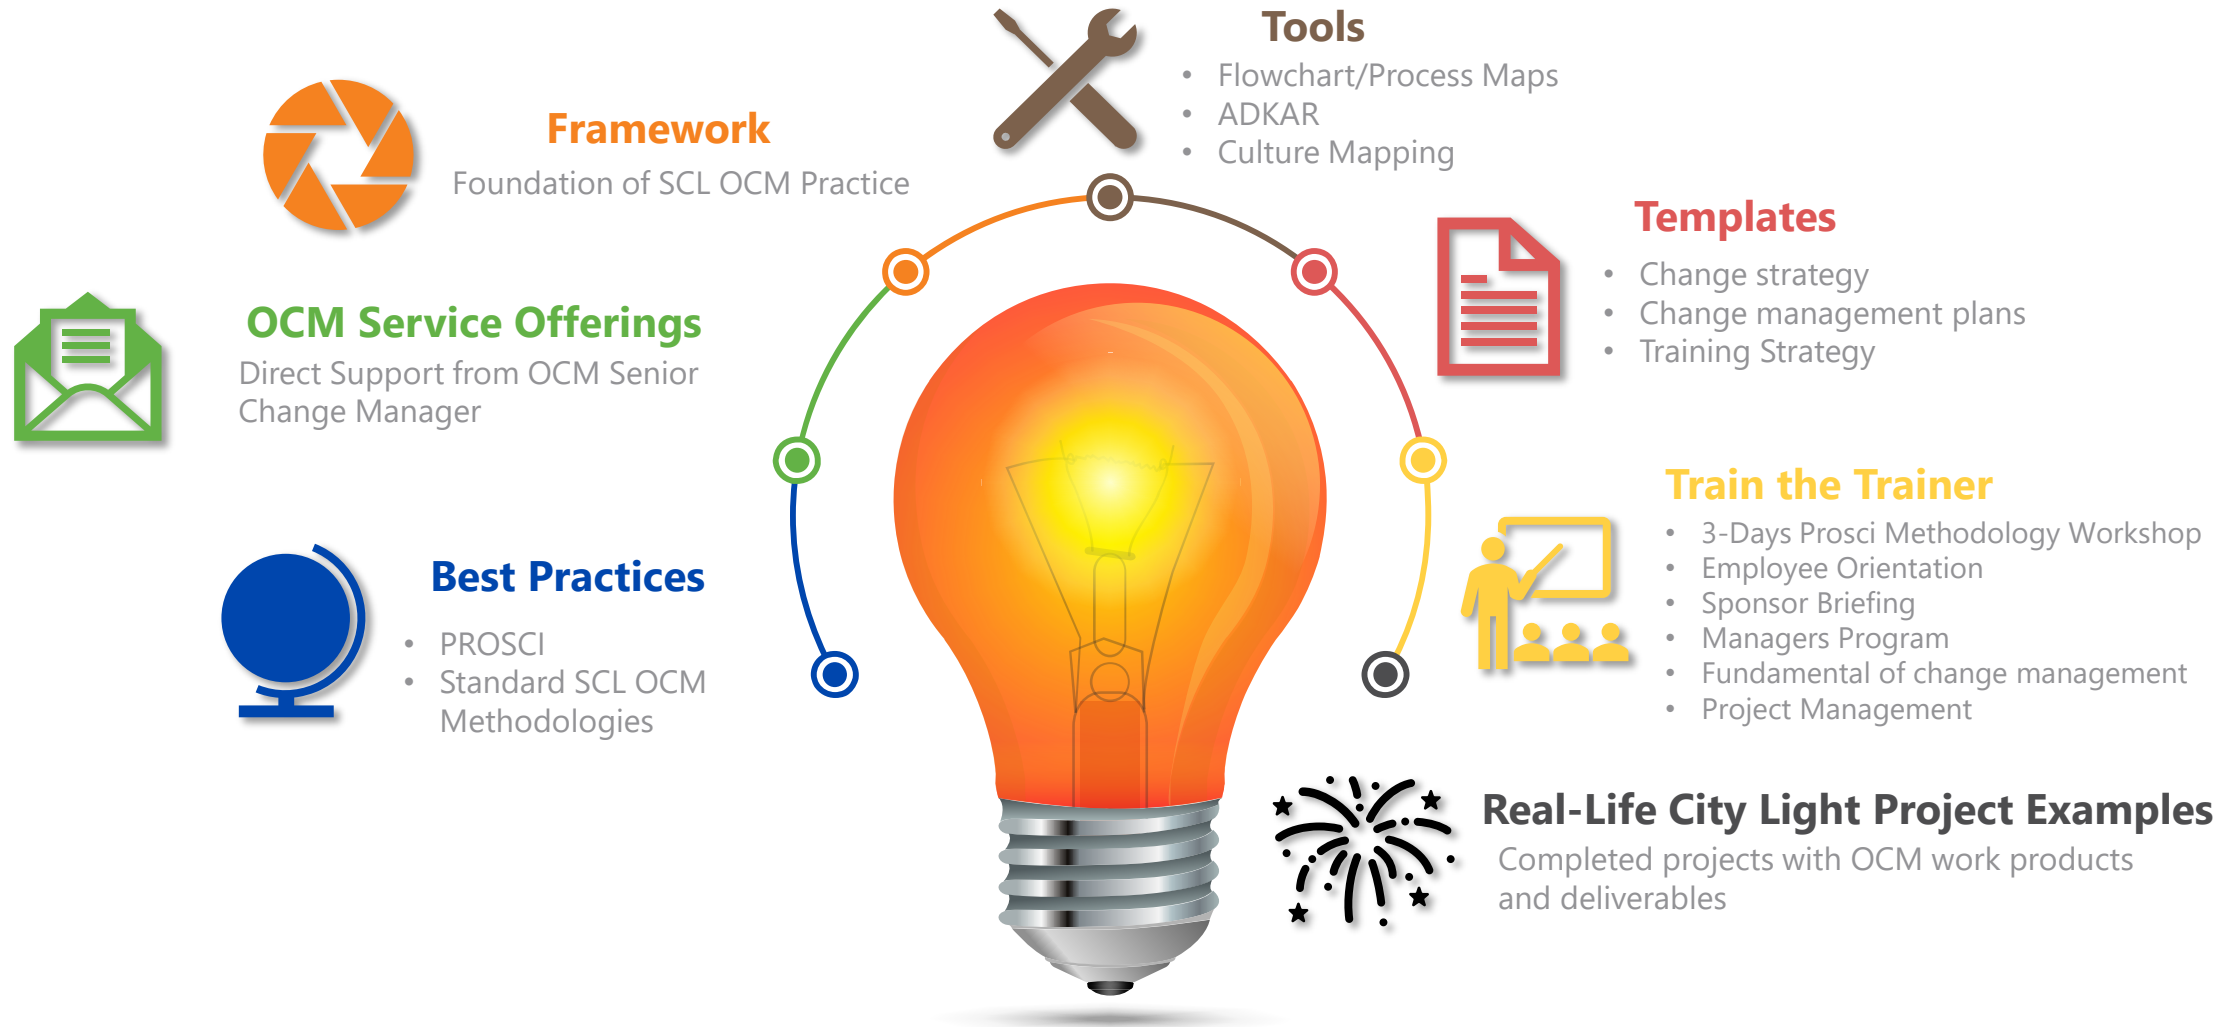 Tools
• Flowchart/Process Maps
• ADKAR
• Culture Mapping
Framework
Foundation of SCL OCM Practice
Templates
• Change strategy
• Change management plans
• Training Strategy
OCM Service Offerings
Direct Support from OCM Senior
Change Manager
Train the Trainer
• 3-Days Prosci Methodology Workshop
• Employee Orientation
• Sponsor Briefing
• Managers Program
• Fundamental of change management
• Project Management
Best Practices
• PROSCI
• Standard SCL OCM
Methodologies
Real-Life City Light Project Examples
Completed projects with OCM work products
and deliverables